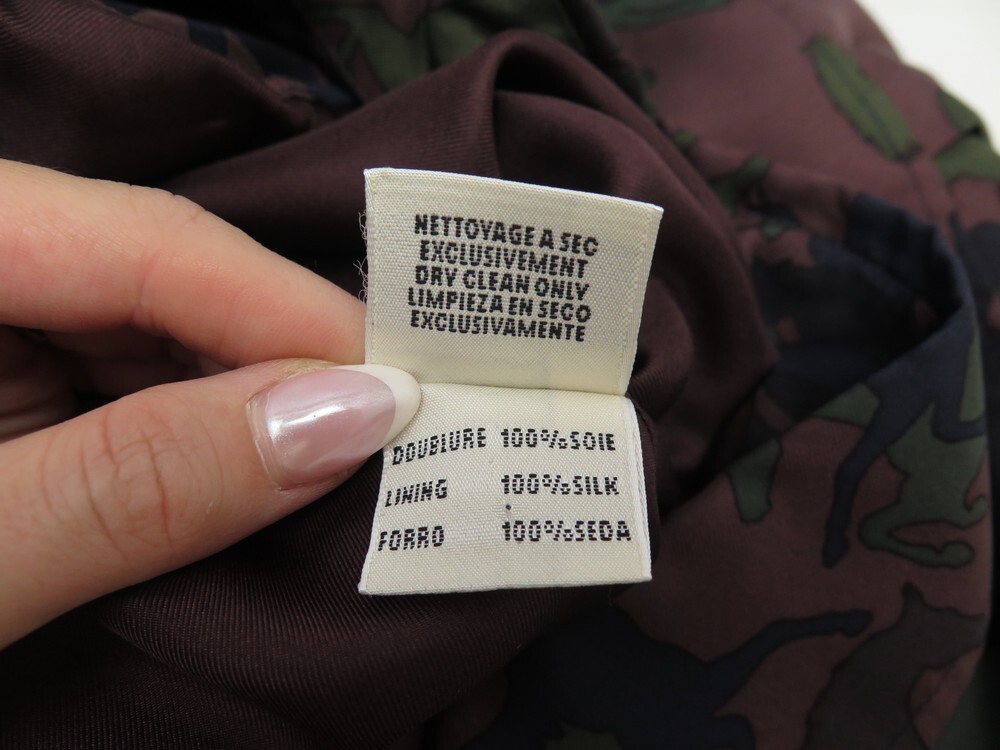 NETTOYAGE A SEC
EXCLUSIVEMENT
DRY CLEAN ONLY
LIMPIEZA EN SECO
EXCLUSIVAMENTE
DOUBLURE 100% SOIE
LINING 100% SILK
FORRO 100% SEDA